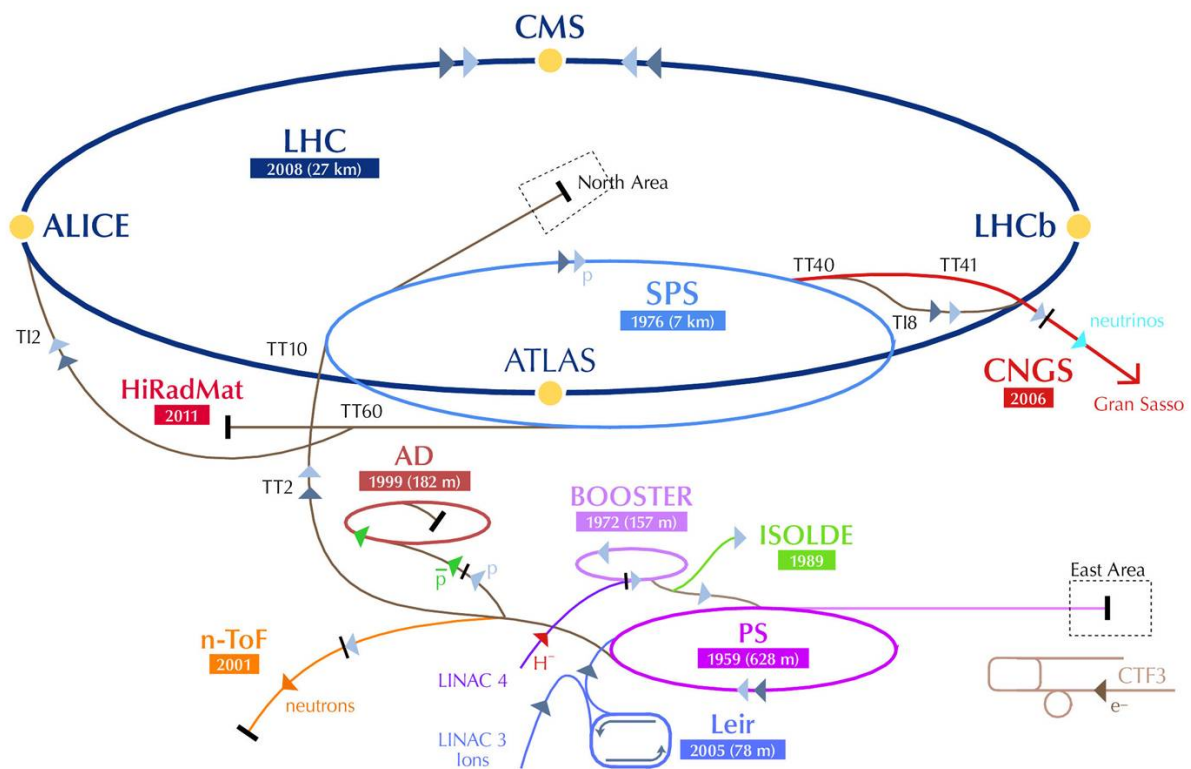 CMS
LHC
2008 (27 km)
North Area
ALICE
LHCb
TT40
TT41
SPS
1976 (7 km)
p
TI8
neutrinos
TI2
TT10
ATLAS
CNGS
2006
Gran Sasso
HiRadMat
2011
TT60
AD
1999 (182 m)
TT2
BOOSTER
1972 (157 m)
ISOLDE
1989
p̅
p
East Area
n-ToF
2001
PS
1959 (628 m)
H⁻
LINAC 4
neutrons
CTF3
e−
Leir
2005 (78 m)
LINAC 3
Ions